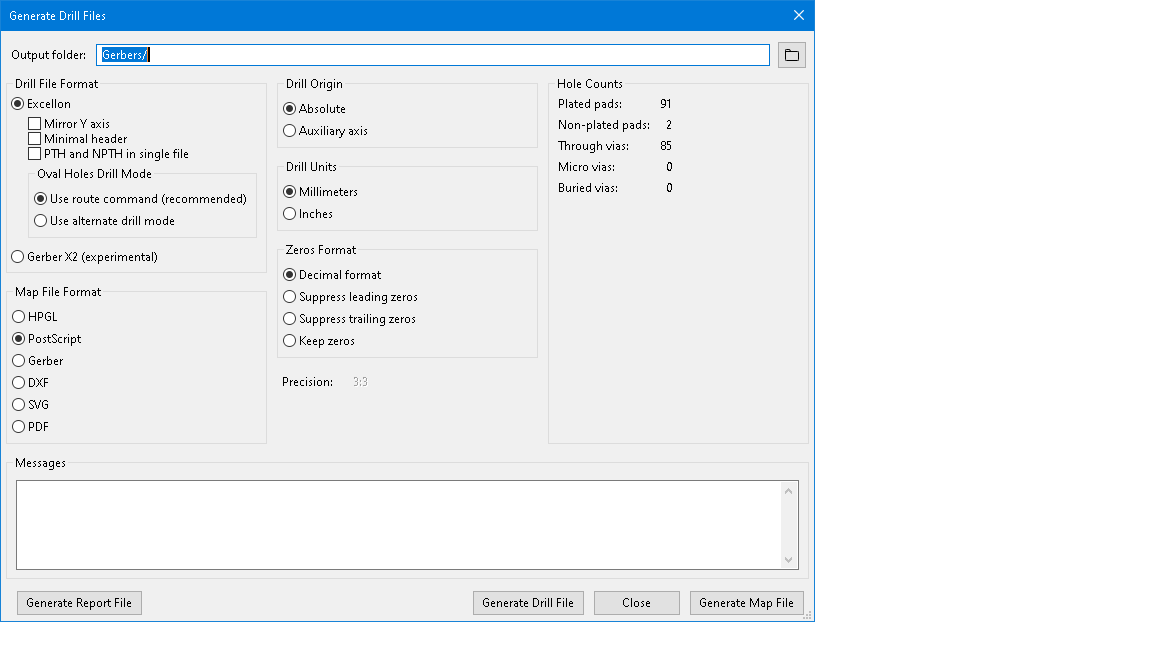 Generate Drill Files
Output folder: Gerbers/
Drill File Format
Excellon
Mirror Y axis
Minimal header
PTH and NPTH in single file
Oval Holes Drill Mode
Use route command (recommended)
Use alternate drill mode
Gerber X2 (experimental)
Map File Format
HPGL
PostScript
Gerber
DXF
SVG
PDF
Drill Origin
Absolute
Auxiliary axis
Drill Units
Millimeters
Inches
Zeros Format
Decimal format
Suppress leading zeros
Suppress trailing zeros
Keep zeros
Precision: 3:3
Hole Counts
Plated pads: 91
Non-plated pads: 2
Through vias: 85
Micro vias: 0
Buried vias: 0
Messages
Generate Report File
Generate Drill File
Close
Generate Map File